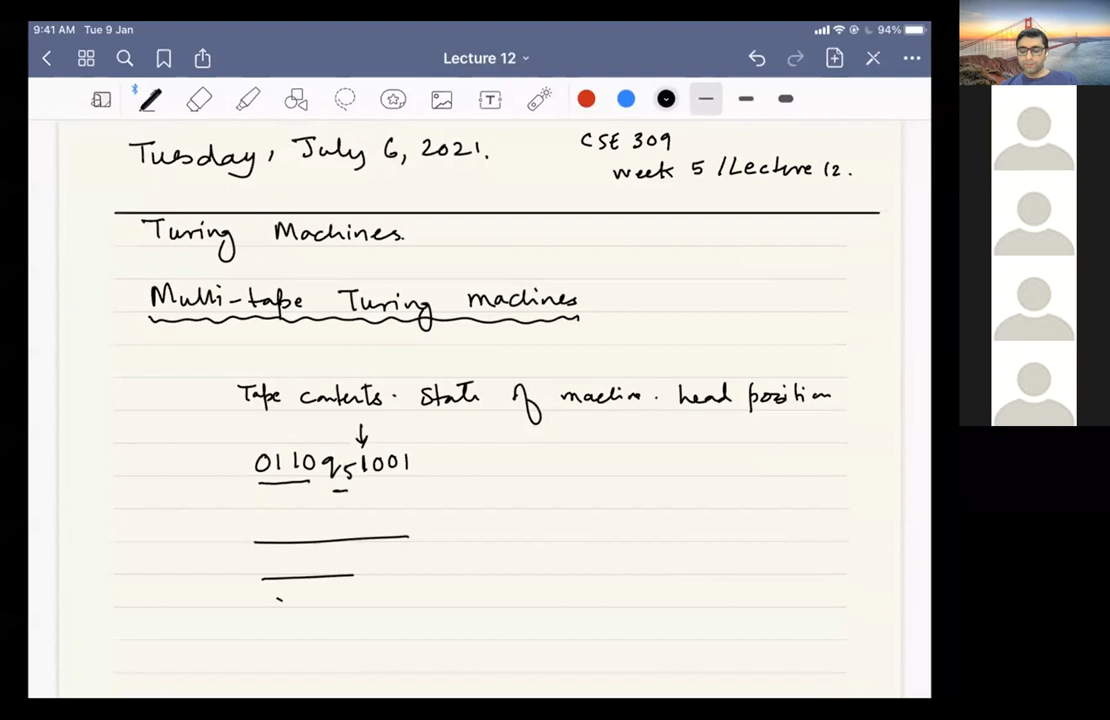 9:41 AM Tue 9 Jan 94%
Lecture 12
Tuesday, July 6, 2021.
CSE 309
Week 5 / Lecture 12.
Turing Machines.
Multi-tape Turing machines
Tape contents. State of machine. head position
↓
0110q51001